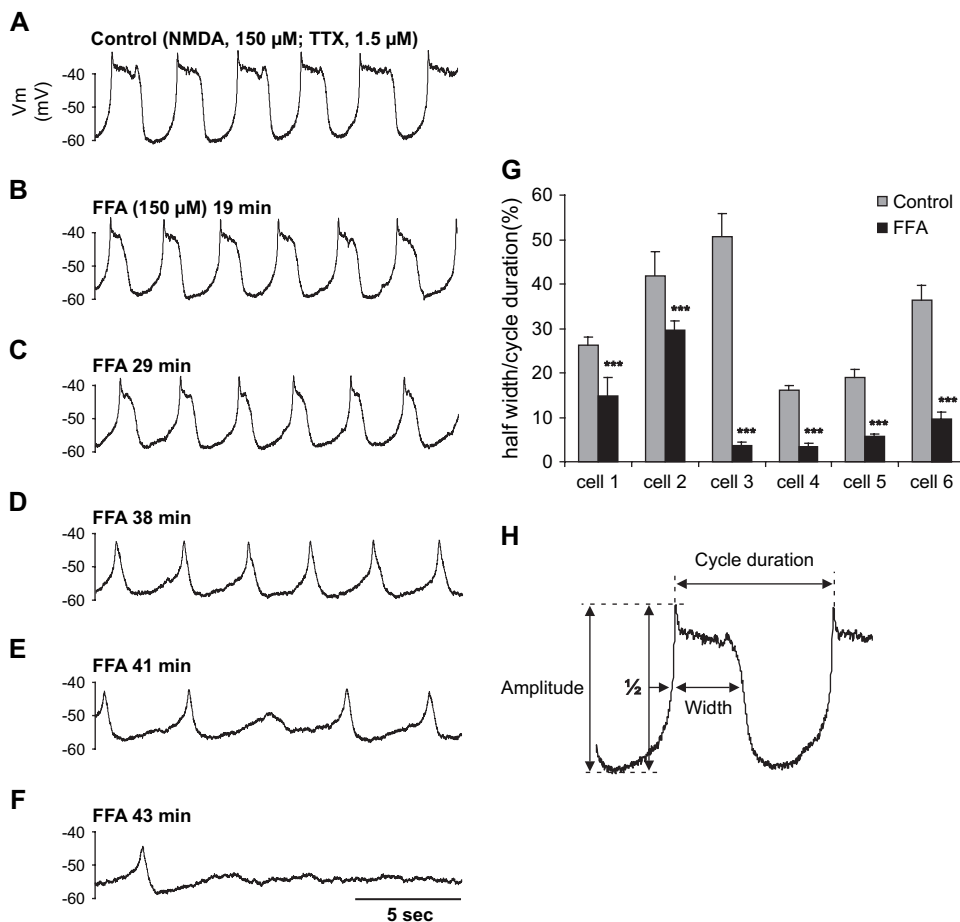 A
Control (NMDA, 150 µM; TTX, 1.5 µM)
Vm
(mV)
-40
-50
-60
B
FFA (150 µM) 19 min
-40
-50
-60
C
FFA 29 min
-40
-50
-60
D
FFA 38 min
-40
-50
-60
E
FFA 41 min
-40
-50
-60
F
FFA 43 min
-40
-50
-60
5 sec
G
half width/cycle duration(%)
60
50
40
30
20
10
0
Control
FFA
***
***
***
***
***
***
cell 1
cell 2
cell 3
cell 4
cell 5
cell 6
H
Cycle duration
Amplitude
½
Width